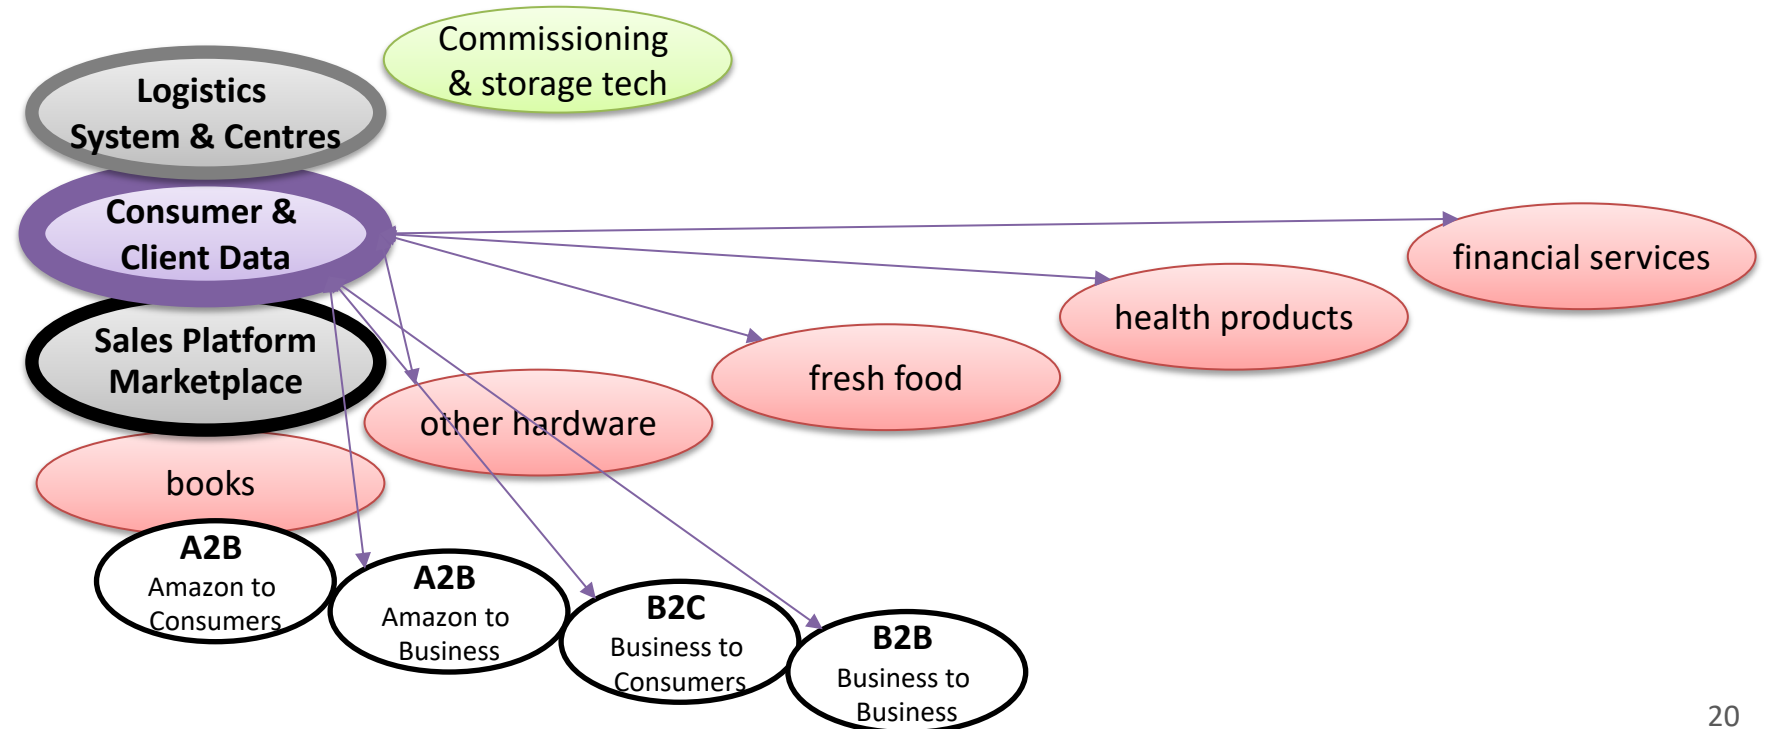 Commissioning
& storage tech
Logistics
System & Centres
Consumer &
Client Data
financial services
health products
Sales Platform
Marketplace
fresh food
other hardware
books
A2B
Amazon to
Consumers
A2B
Amazon to
Business
B2C
Business to
Consumers
B2B
Business to
Business
20